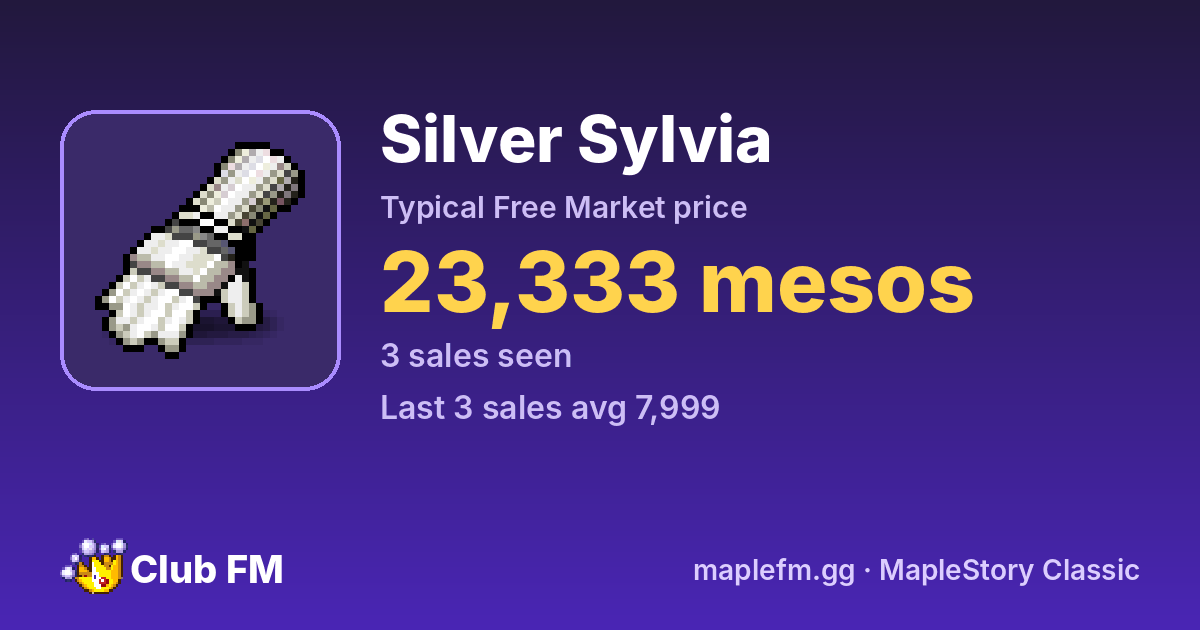 Silver Sylvia
Typical Free Market price
23,333 mesos
3 sales seen
Last 3 sales avg 7,999
Club FM
maplefm.gg · MapleStory Classic